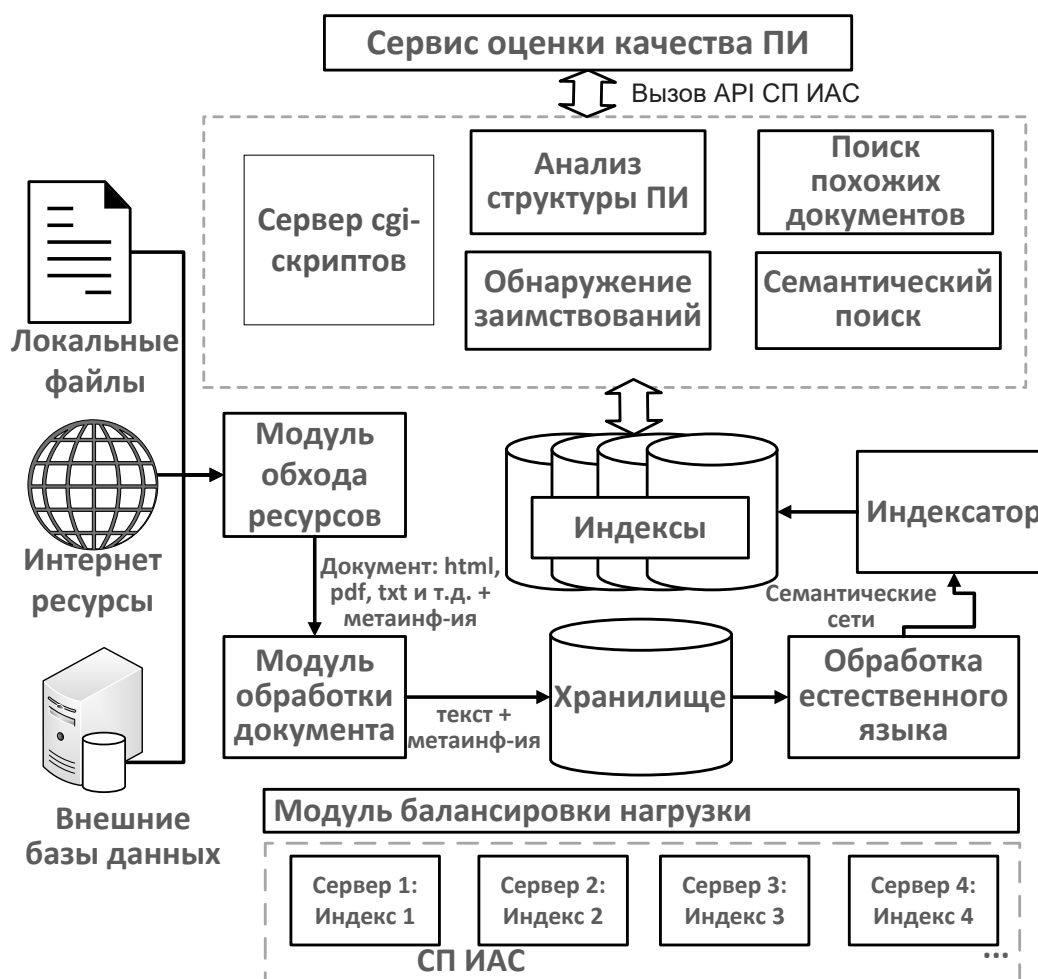 Сервис оценки качества ПИ
Вызов API СП ИАС
Сервер cgi-
скриптов
Анализ
структуры ПИ
Поиск
похожих
документов
Обнаружение
заимствований
Семантический
поиск
Локальные
файлы
Интернет
ресурсы
Внешние
базы данных
Модуль
обхода
ресурсов
Документ: html,
pdf, txt и т.д. +
метаинф-ия
Модуль
обработки
документа
текст +
метаинф-ия
Хранилище
Индексы
Индексатор
Семантические
сети
Обработка
естественного
языка
Модуль балансировки нагрузки
Сервер 1:
Индекс 1
Сервер 2:
Индекс 2
Сервер 3:
Индекс 3
Сервер 4:
Индекс 4
СП ИАС
...